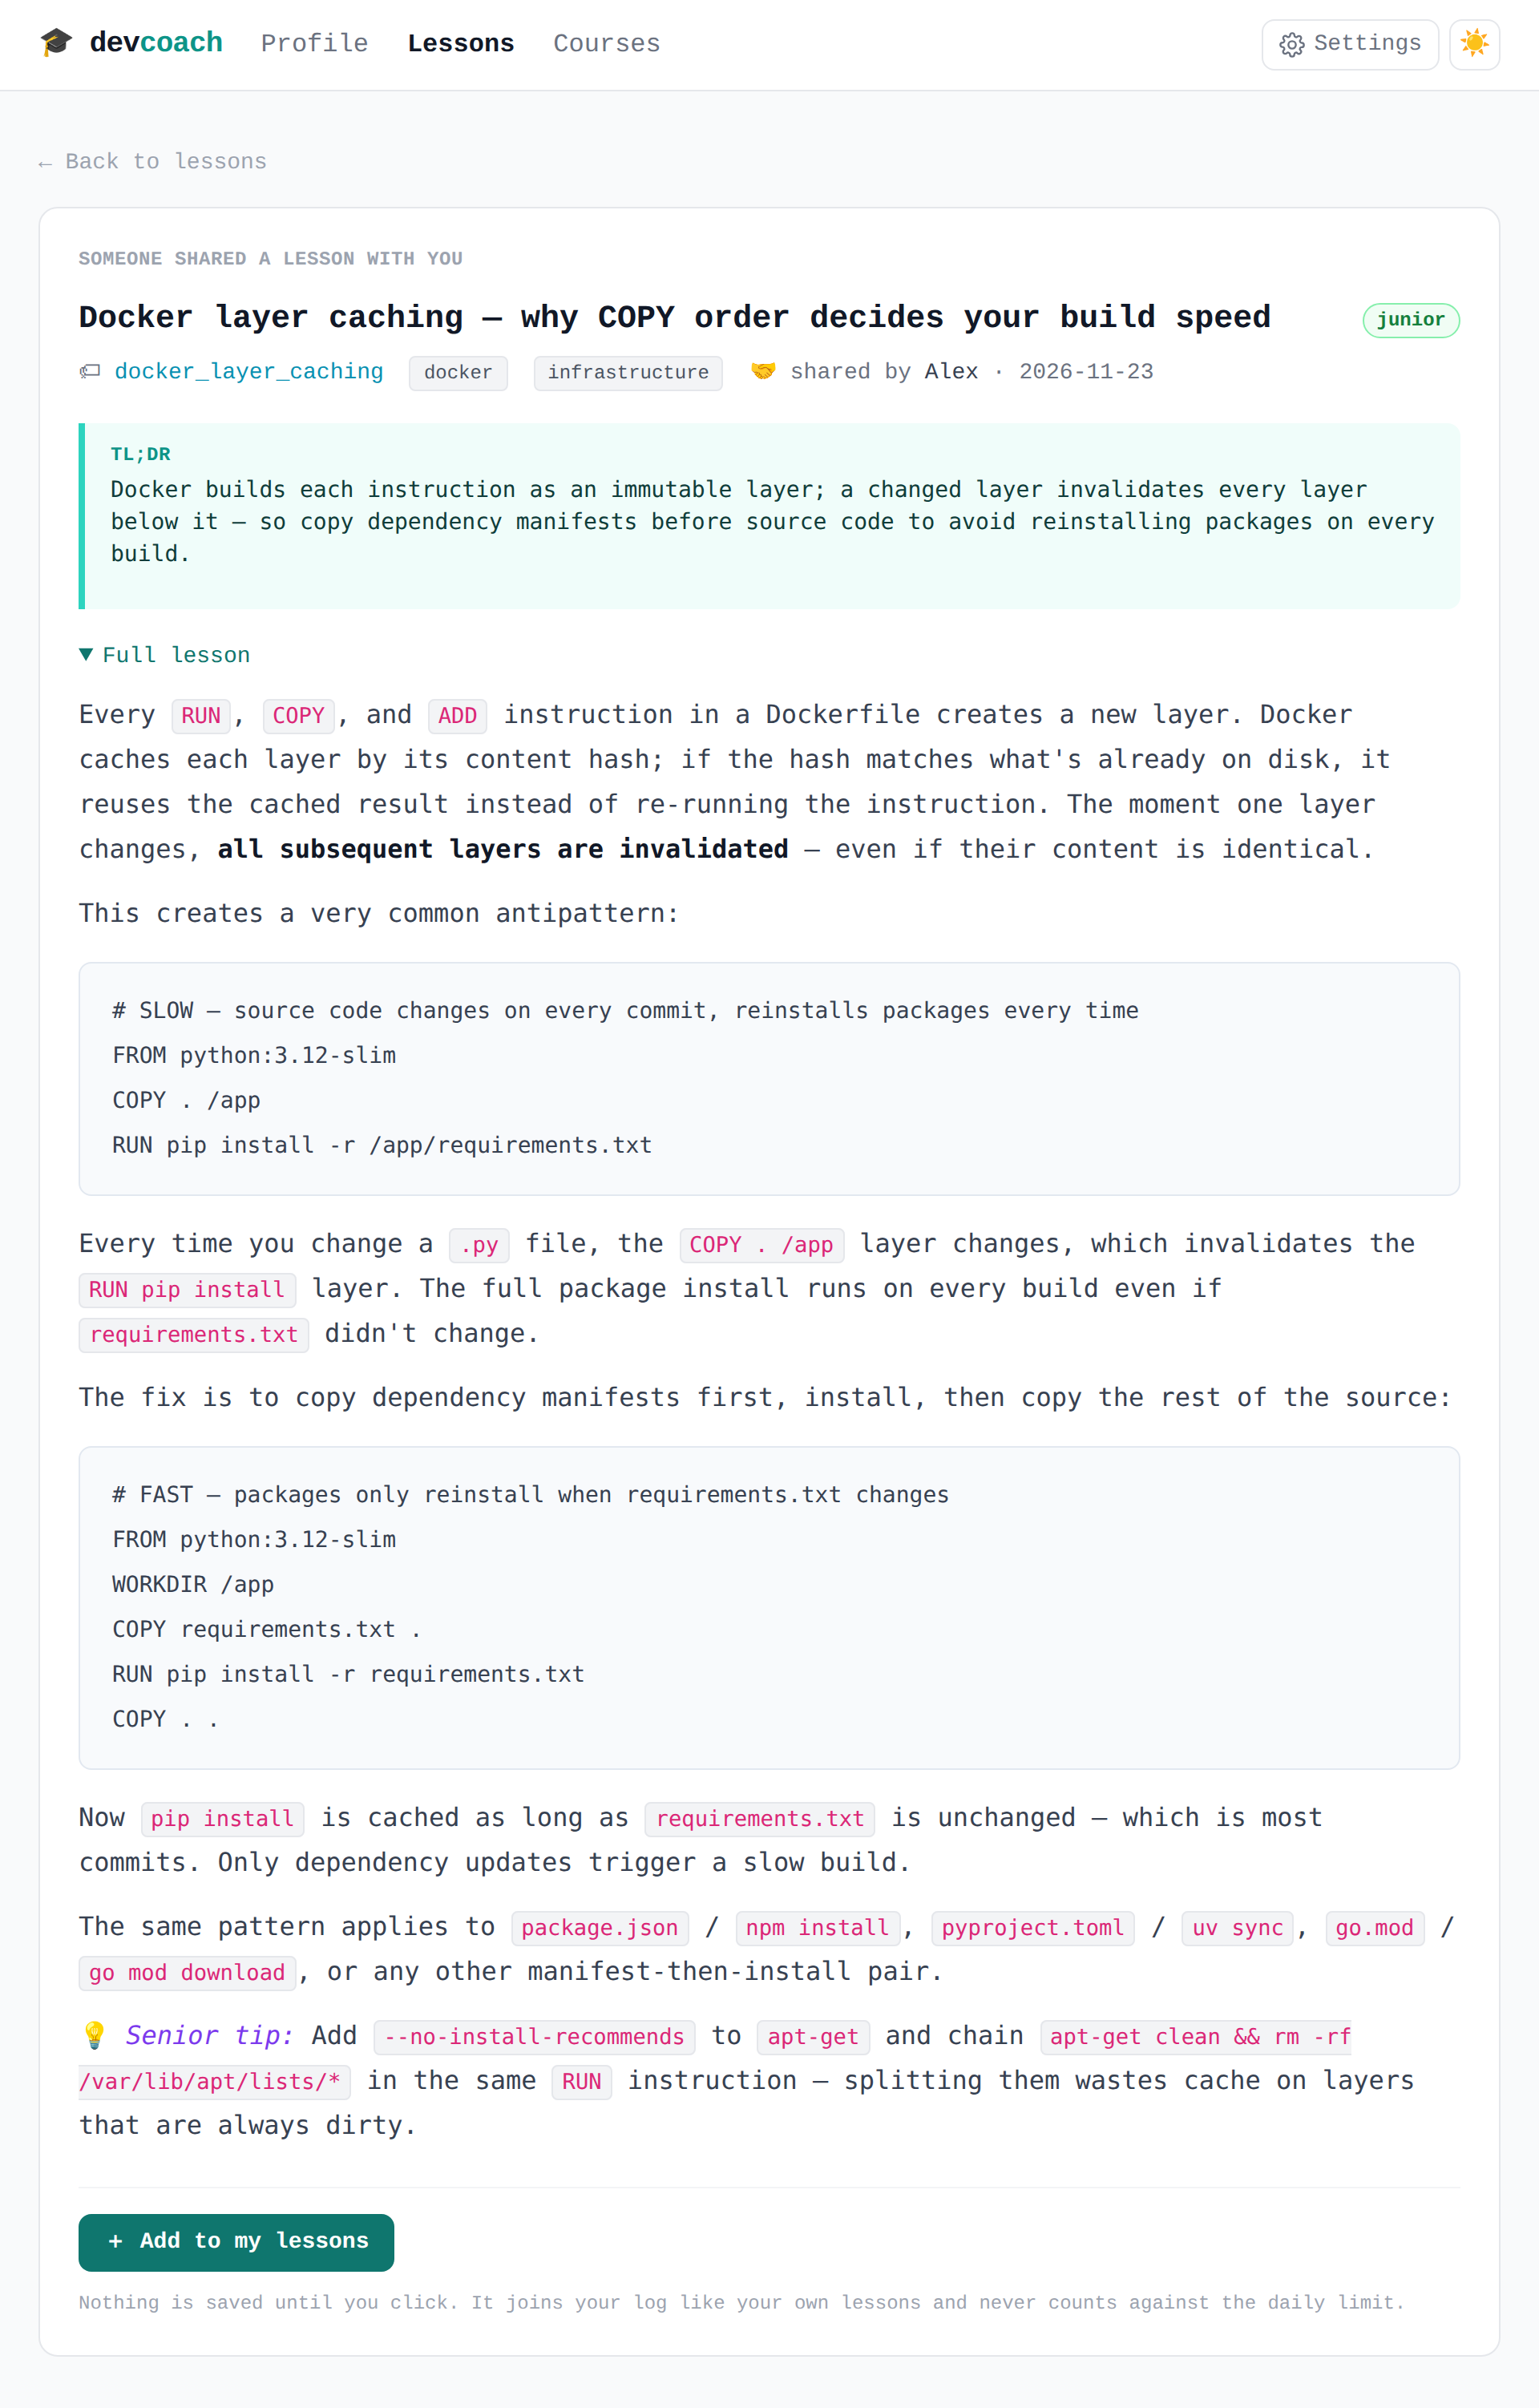 devcoach Profile Lessons Courses Settings
← Back to lessons
SOMEONE SHARED A LESSON WITH YOU
Docker layer caching — why COPY order decides your build speed junior
docker_layer_caching docker infrastructure shared by Alex · 2026-11-23
TL;DR
Docker builds each instruction as an immutable layer; a changed layer invalidates every layer
below it — so copy dependency manifests before source code to avoid reinstalling packages on every
build.
▼ Full lesson
Every RUN, COPY, and ADD instruction in a Dockerfile creates a new layer. Docker
caches each layer by its content hash; if the hash matches what's already on disk, it
reuses the cached result instead of re-running the instruction. The moment one layer
changes, all subsequent layers are invalidated — even if their content is identical.
This creates a very common antipattern:
# SLOW — source code changes on every commit, reinstalls packages every time
FROM python:3.12-slim
COPY . /app
RUN pip install -r /app/requirements.txt
Every time you change a .py file, the COPY . /app layer changes, which invalidates the
RUN pip install layer. The full package install runs on every build even if
requirements.txt didn't change.
The fix is to copy dependency manifests first, install, then copy the rest of the source:
# FAST — packages only reinstall when requirements.txt changes
FROM python:3.12-slim
WORKDIR /app
COPY requirements.txt .
RUN pip install -r requirements.txt
COPY . .
Now pip install is cached as long as requirements.txt is unchanged — which is most
commits. Only dependency updates trigger a slow build.
The same pattern applies to package.json / npm install, pyproject.toml / uv sync, go.mod /
go mod download, or any other manifest-then-install pair.
💡 Senior tip: Add --no-install-recommends to apt-get and chain apt-get clean && rm -rf
/var/lib/apt/lists/* in the same RUN instruction — splitting them wastes cache on layers
that are always dirty.
+ Add to my lessons
Nothing is saved until you click. It joins your log like your own lessons and never counts against the daily limit.